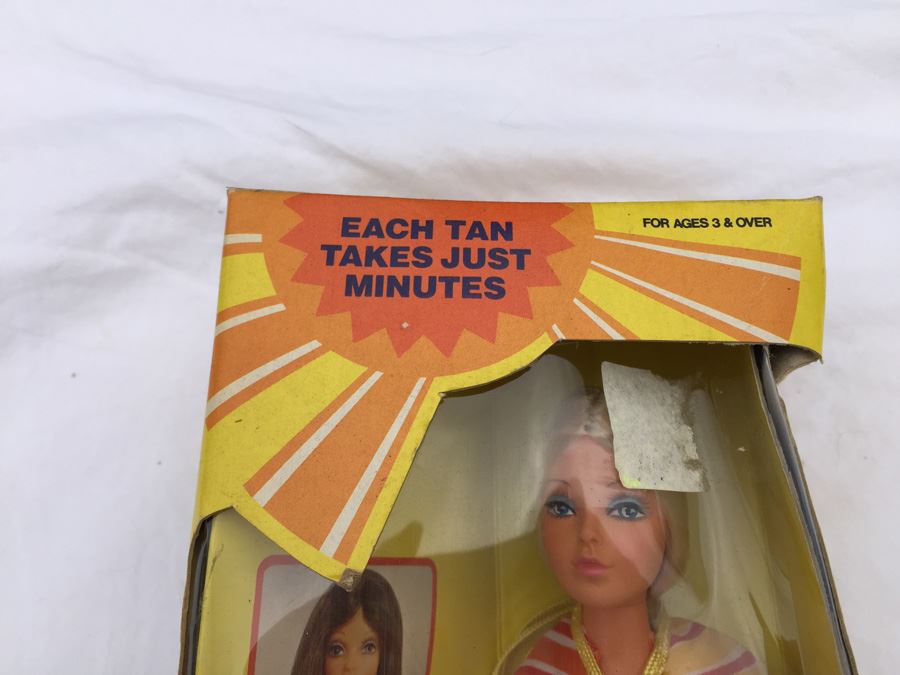 EACH TAN
TAKES JUST
MINUTES
FOR AGES 3 & OVER